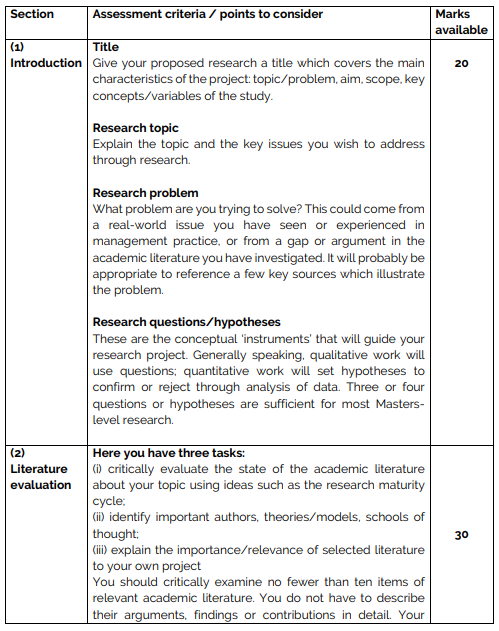 Section Assessment criteria / points to consider Marks available
(1) Introduction
Title
20
Give your proposed research a title which covers the main
characteristics of the project: topic/problem, aim, scope, key
concepts/variables of the study.
Research topic
Explain the topic and the key issues you wish to address
through research.
Research problem
What problem are you trying to solve? This could come from
a real-world issue you have seen or experienced in
management practice, or from a gap or argument in the
academic literature you have investigated. It will probably be
appropriate to reference a few key sources which illustrate
the problem.
Research questions/hypotheses
These are the conceptual ‘instruments’ that will guide your
research project. Generally speaking, qualitative work will
use questions; quantitative work will set hypotheses to
confirm or reject through analysis of data. Three or four
questions or hypotheses are sufficient for most Masters-
level research.
(2)
Literature
evaluation
Here you have three tasks:
(i) critically evaluate the state of the academic literature
about your topic using ideas such as the research maturity
cycle;
(ii) identify important authors, theories/models, schools of
thought;
(iii) explain the importance/relevance of selected literature
to your own project
You should critically examine no fewer than ten items of
relevant academic literature. You do not have to describe
their arguments, findings or contributions in detail. Your
30